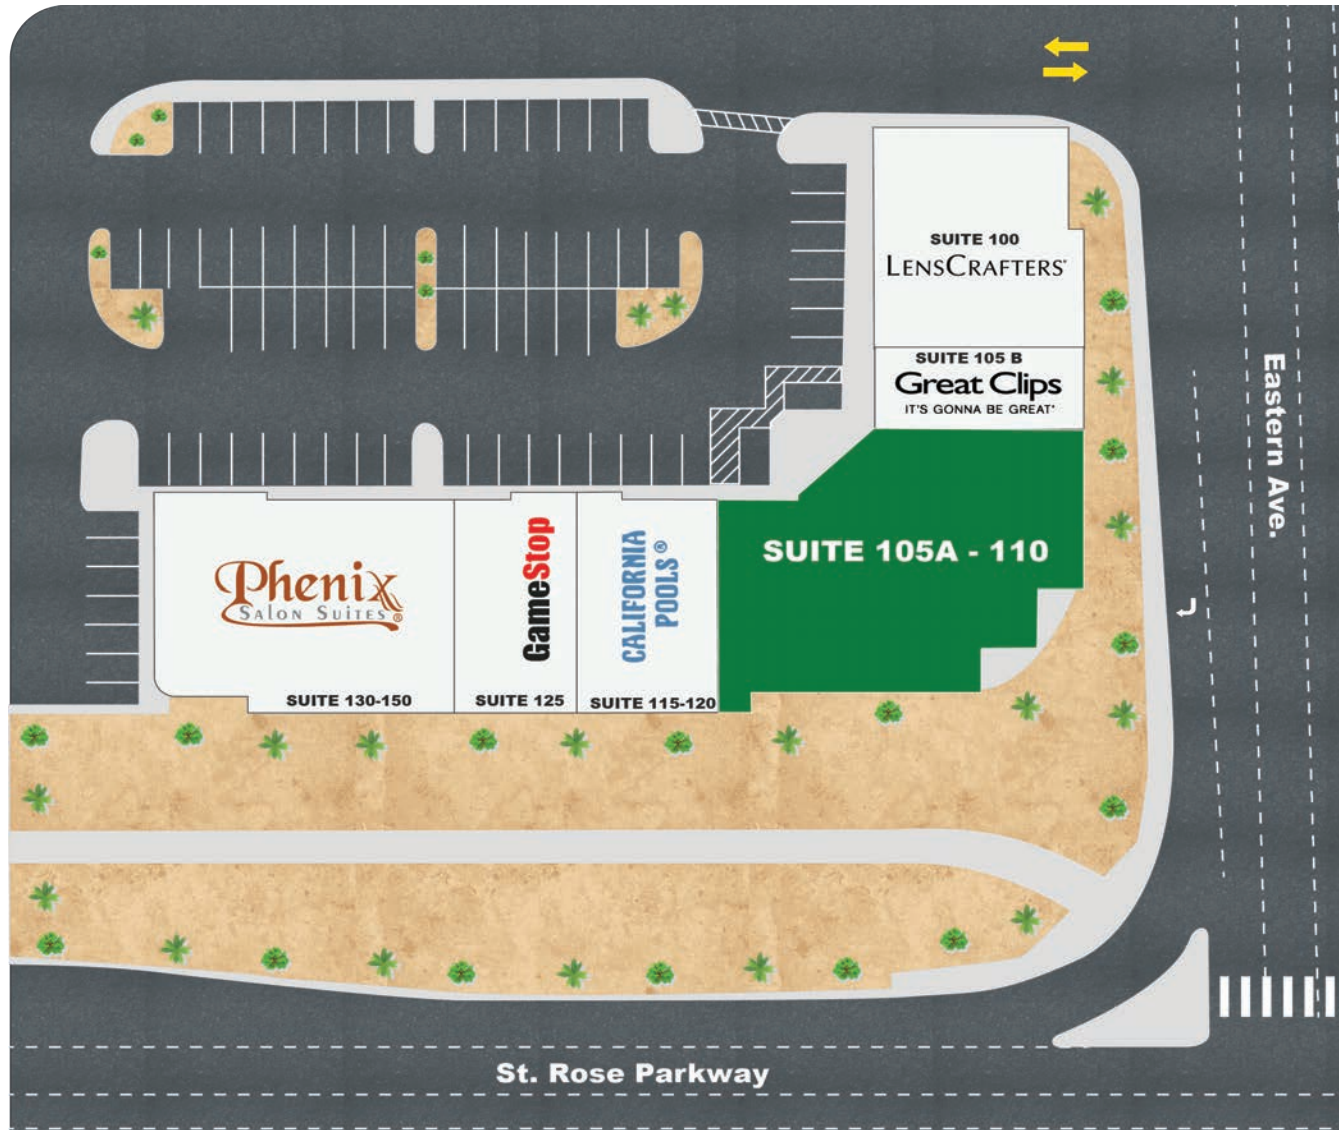 SUITE 100
LENSCRAFTERS®
SUITE 105 B
Great Clips
IT'S GONNA BE GREAT®
Eastern Ave.
SUITE 105A - 110
Phenix
SALON SUITES®
GameStop
CALIFORNIA
POOLS®
SUITE 130-150
SUITE 125
SUITE 115-120
St. Rose Parkway